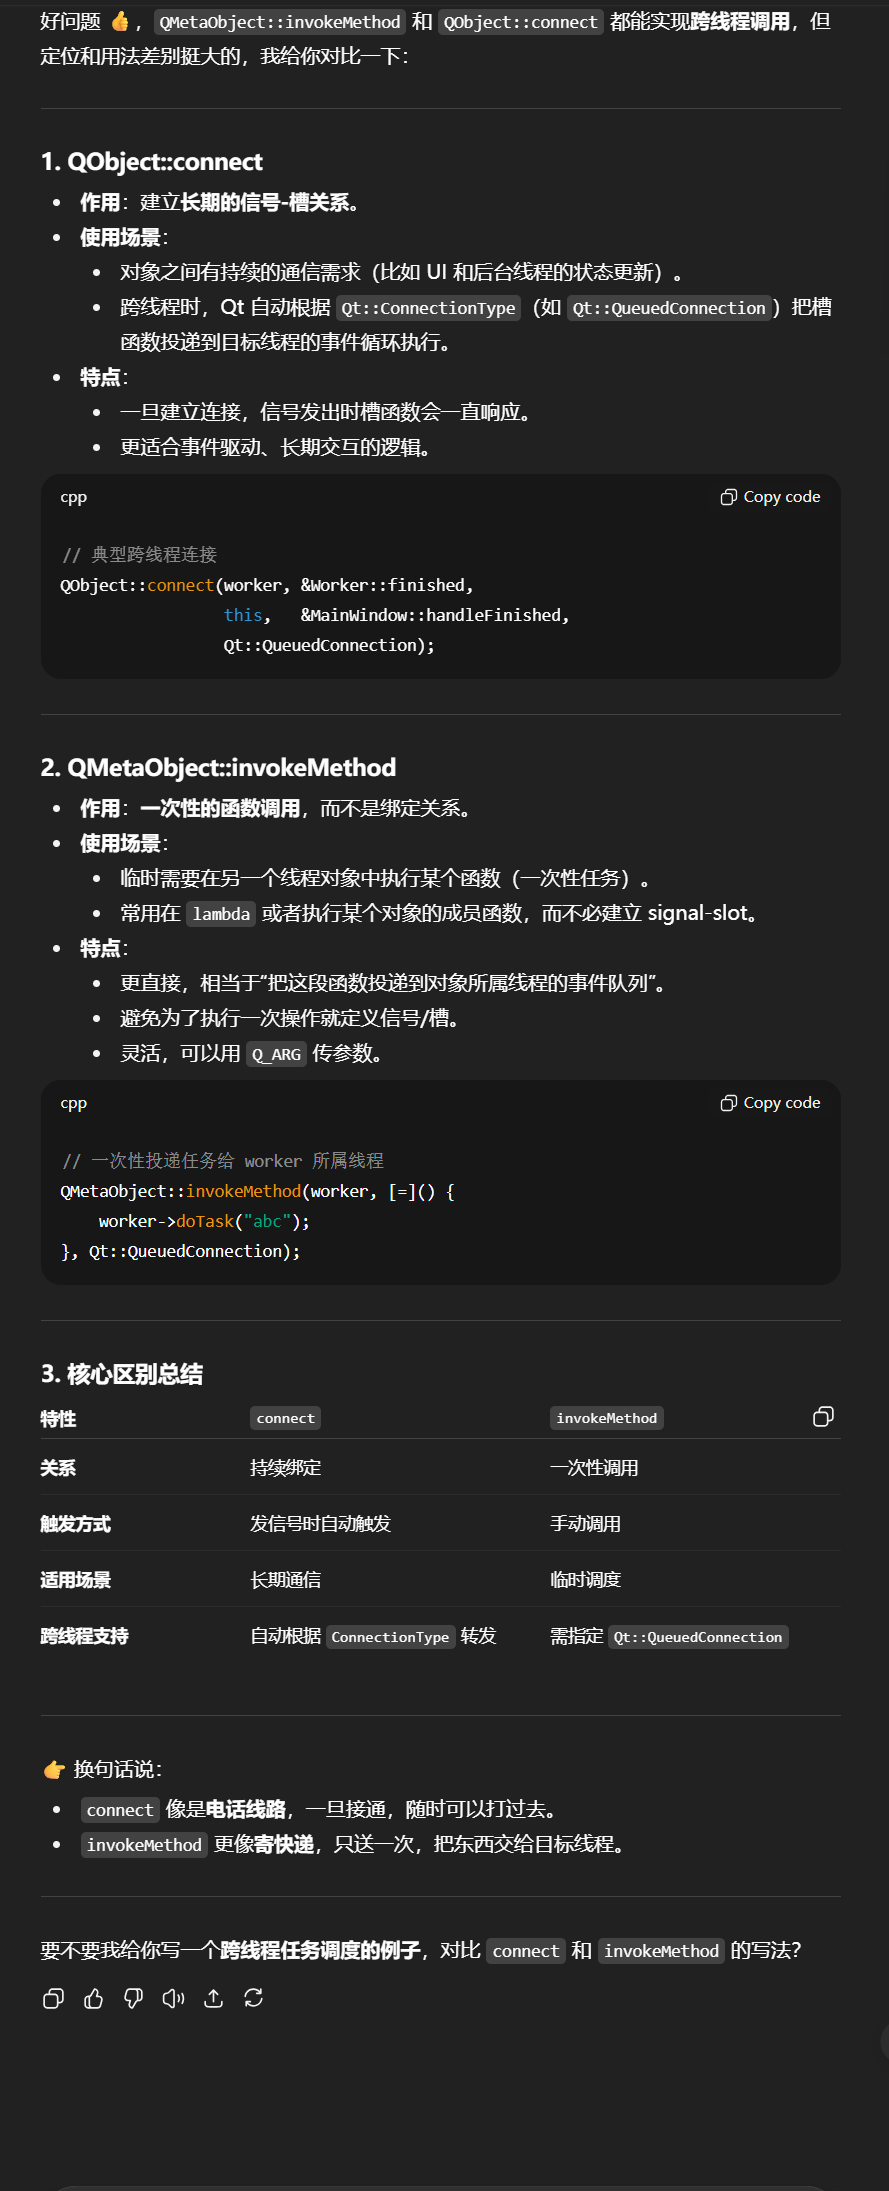 好问题 👍，QMetaObject::invokeMethod 和 QObject::connect 都能实现跨线程调用，但
定位和用法差别挺大的，我给你对比一下：
1. QObject::connect
• 作用：建立长期的信号-槽关系。
• 使用场景：
• 对象之间有持续的通信需求（比如 UI 和后台线程的状态更新）。
• 跨线程时，Qt 自动根据 Qt::ConnectionType（如 Qt::QueuedConnection）把槽
函数投递到目标线程的事件循环执行。
• 特点：
• 一旦建立连接，信号发出时槽函数会一直响应。
• 更适合事件驱动、长期交互的逻辑。
cpp Copy code
// 典型跨线程连接
QObject::connect(worker, &Worker::finished,
this, &MainWindow::handleFinished,
Qt::QueuedConnection);
2. QMetaObject::invokeMethod
• 作用：一次性的函数调用，而不是绑定关系。
• 使用场景：
• 临时需要在另一个线程对象中执行某个函数（一次性任务）。
• 常用在 lambda 或者执行某个对象的成员函数，而不必建立 signal-slot。
• 特点：
• 更直接，相当于“把这段函数投递到对象所属线程的事件队列”。
• 避免为了执行一次操作就定义信号/槽。
• 灵活，可以用 Q_ARG 传参数。
cpp Copy code
// 一次性投递任务给 worker 所属线程
QMetaObject::invokeMethod(worker, [=]() {
worker->doTask("abc");
}, Qt::QueuedConnection);
3. 核心区别总结
特性 connect invokeMethod
关系 持续绑定 一次性调用
触发方式 发信号时自动触发 手动调用
适用场景 长期通信 临时调度
跨线程支持 自动根据 ConnectionType 转发 需指定 Qt::QueuedConnection
👉 换句话说：
• connect 像是电话线路，一旦接通，随时可以打过去。
• invokeMethod 更像寄快递，只送一次，把东西交给目标线程。
要不要我给你写一个跨线程任务调度的例子，对比 connect 和 invokeMethod 的写法？